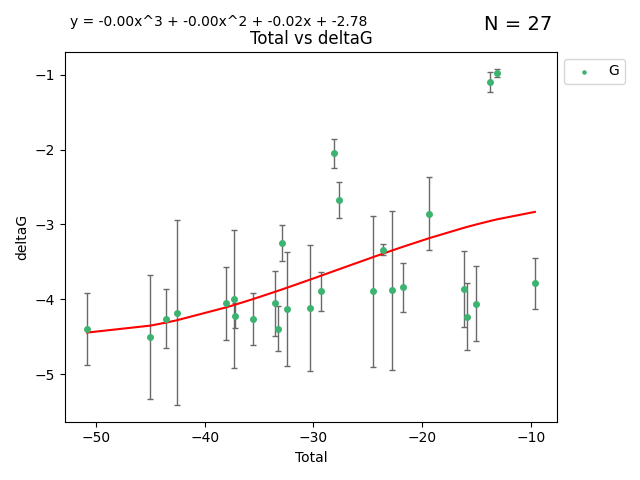 y = -0.00x^3 + -0.00x^2 + -0.02x + -2.78
N = 27
Total vs deltaG
G
−1
−2
−3
−4
−5
deltaG
−50
−40
−30
−20
−10
Total